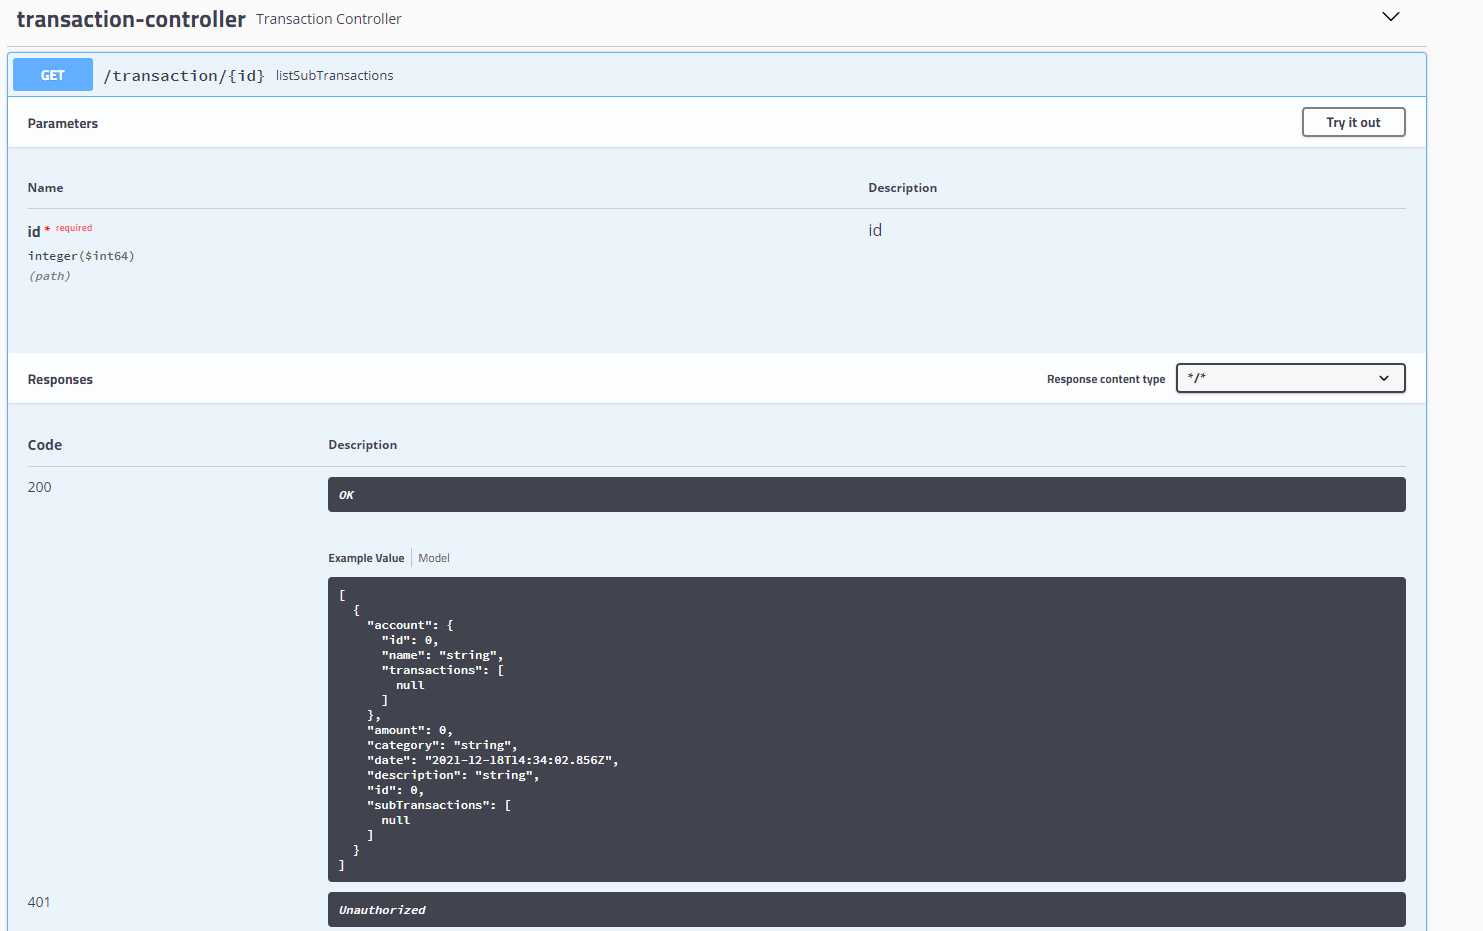 transaction-controller Transaction Controller
GET /transaction/{id} listSubTransactions
Parameters
Try it out
Name Description
id * required id
integer($int64)
(path)
Responses Response content type */*
Code Description
200 OK
Example Value Model
[
  {
    "account": {
      "id": 0,
      "name": "string",
      "transactions": [
        null
      ]
    },
    "amount": 0,
    "category": "string",
    "date": "2021-12-18T14:34:02.856Z",
    "description": "string",
    "id": 0,
    "subTransactions": [
      null
    ]
  }
]
401 Unauthorized